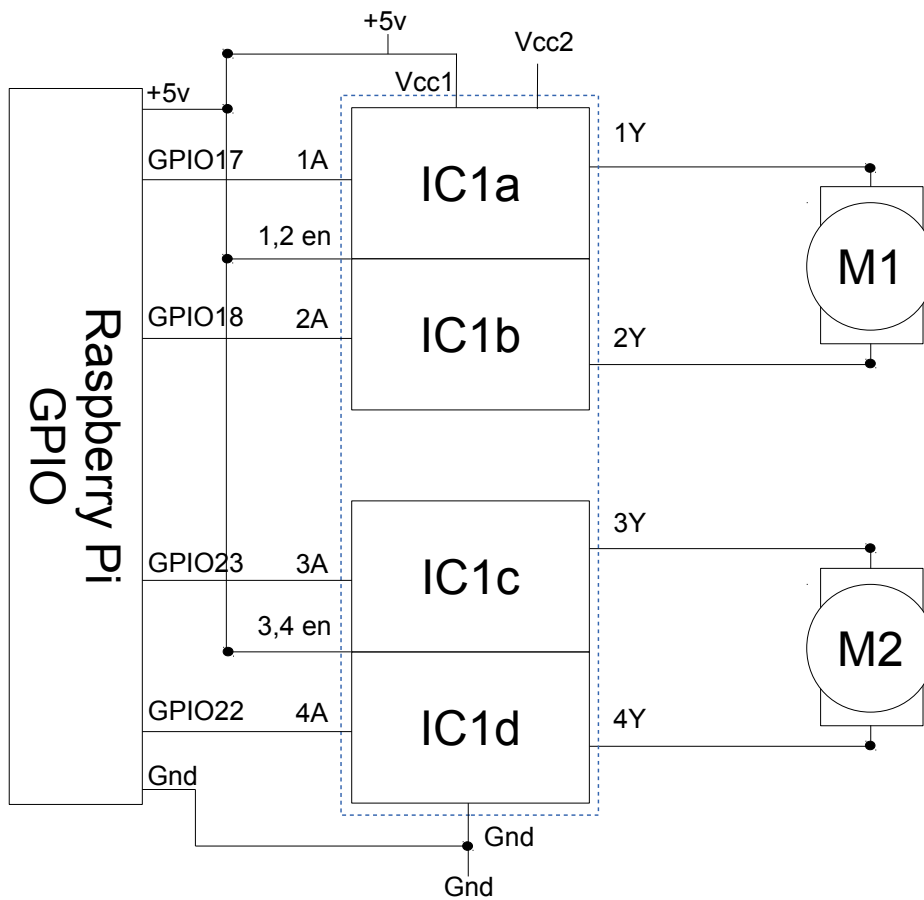 +5v
Vcc2
Vcc1
+5v
GPIO17
1A
IC1a
1Y
1,2 en
M1
GPIO18
2A
IC1b
2Y
Raspberry Pi
GPIO
GPIO23
3A
IC1c
3Y
3,4 en
M2
GPIO22
4A
IC1d
4Y
Gnd
Gnd
Gnd